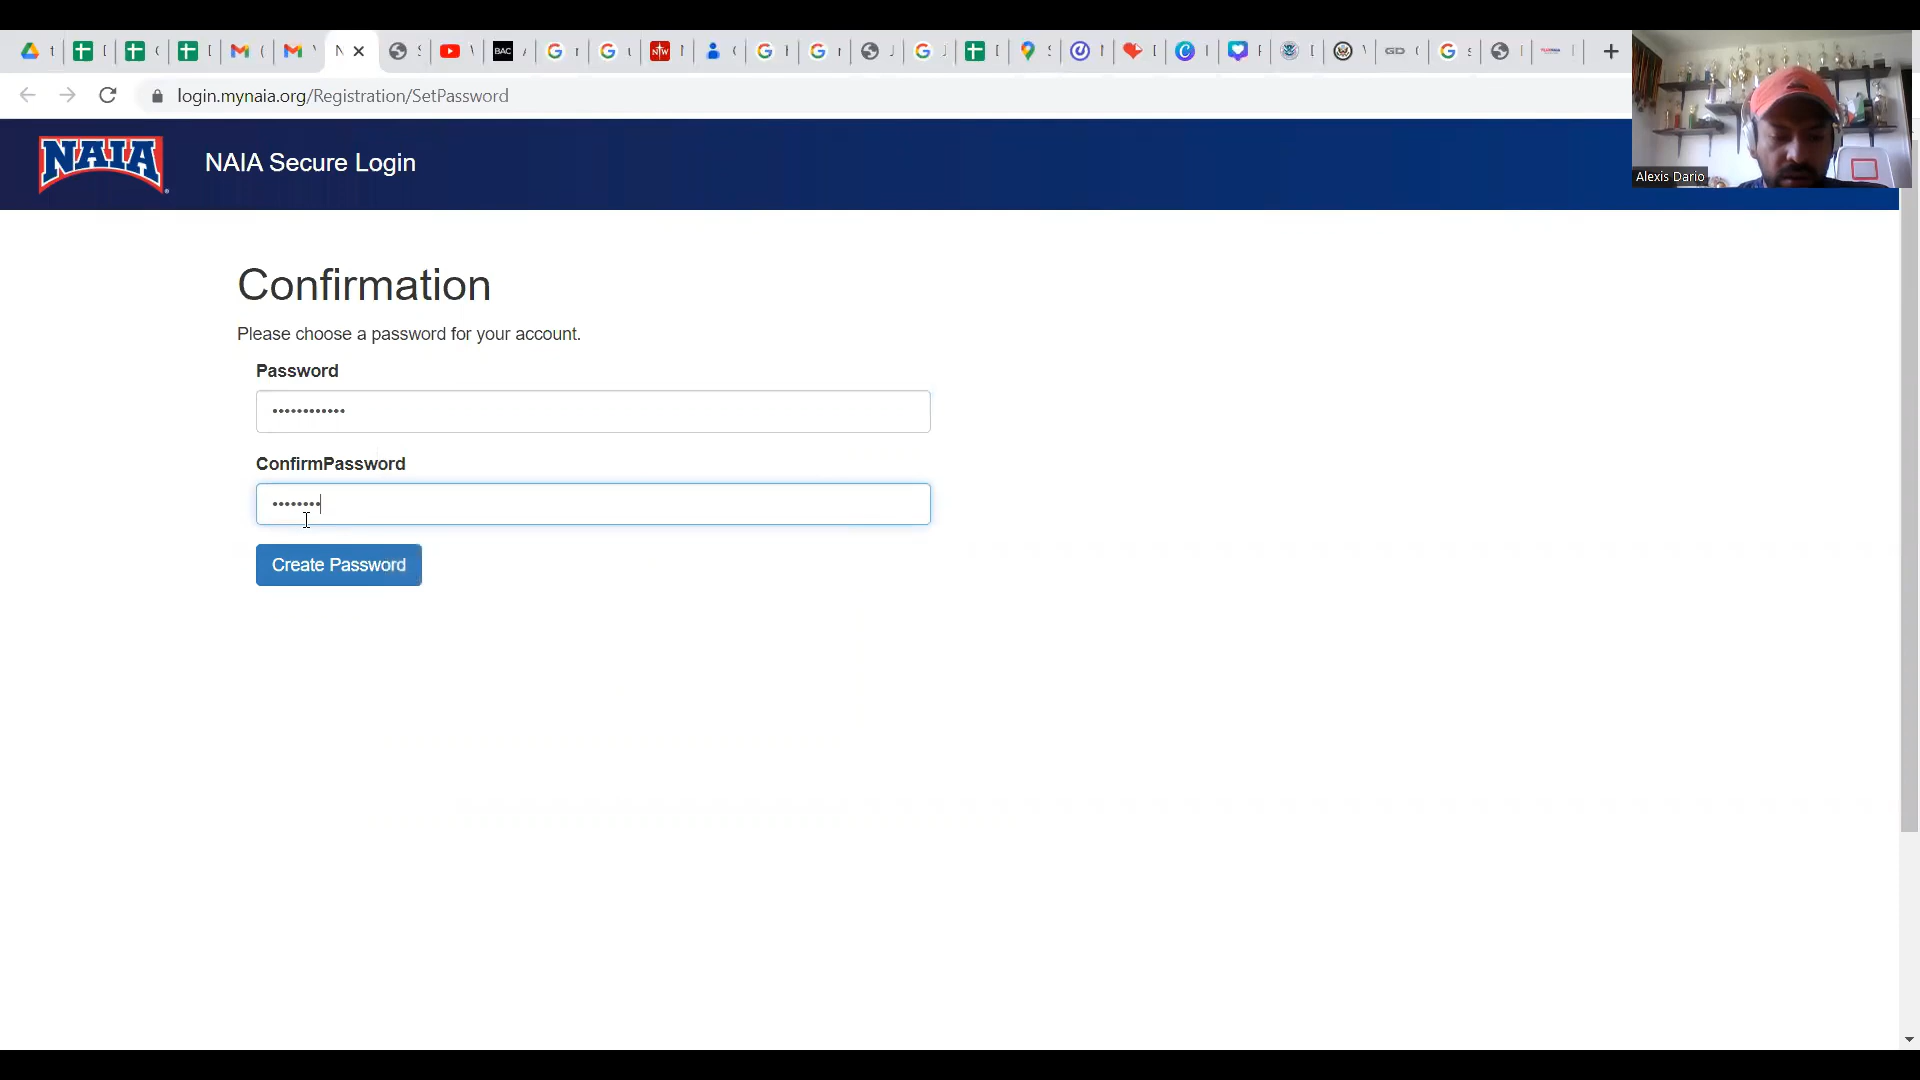 login.mynaia.org/Registration/SetPassword
NAIA
NAIA Secure Login
Alexis Dario
Confirmation
Please choose a password for your account.
Password
••••••••••••
ConfirmPassword
••••••••
Create Password